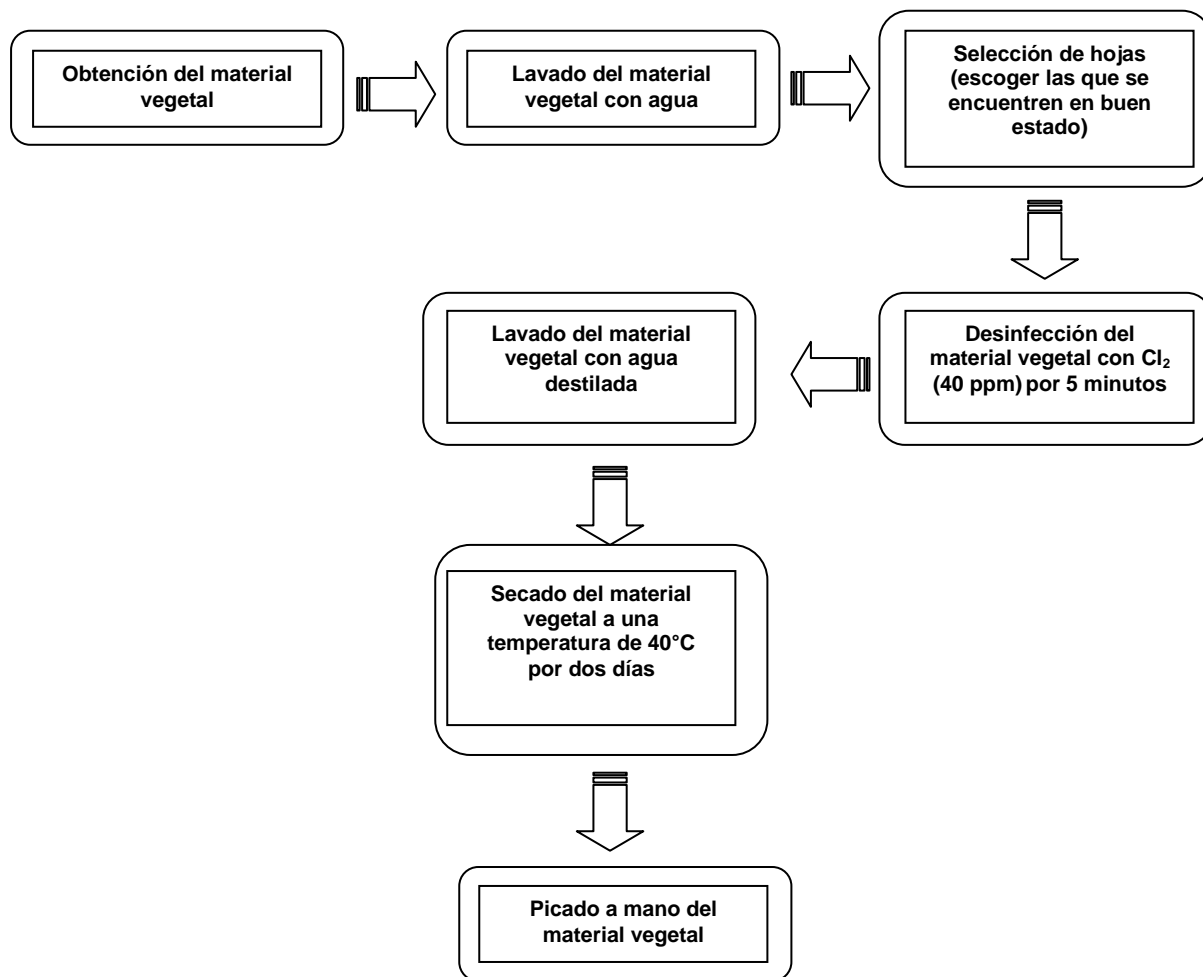 Obtención del material
vegetal
Lavado del material
vegetal con agua
Selección de hojas
(escoger las que se
encuentren en buen
estado)
Desinfección del
material vegetal con Cl₂
(40 ppm) por 5 minutos
Lavado del material
vegetal con agua
destilada
Secado del material
vegetal a una
temperatura de 40°C
por dos días
Picado a mano del
material vegetal